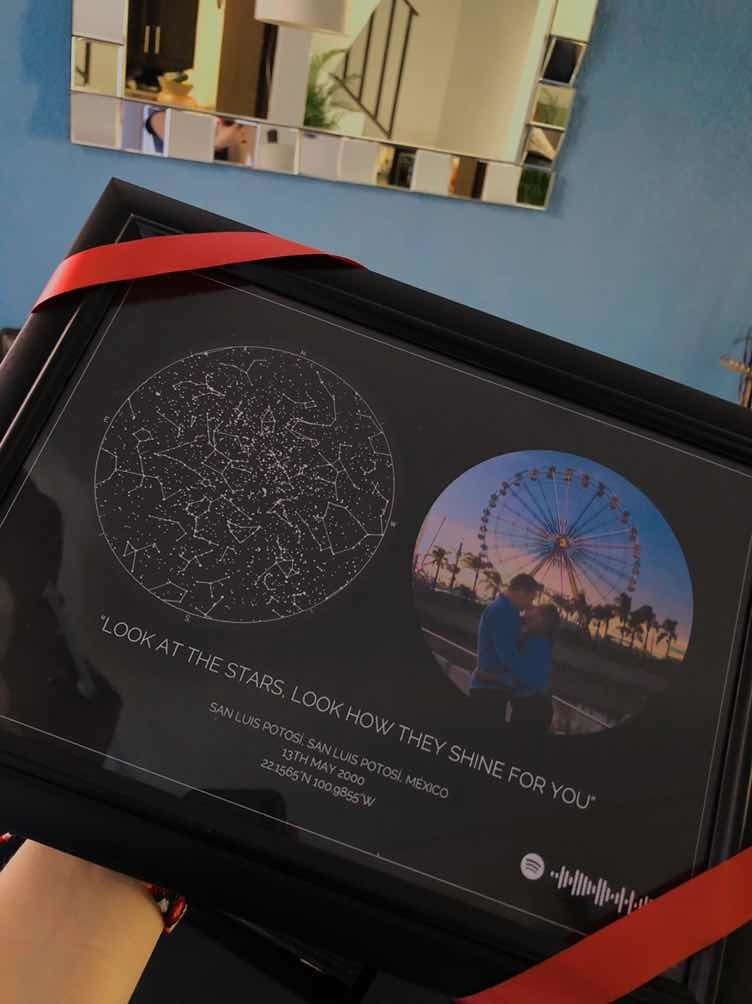 "LOOK AT THE STARS, LOOK HOW THEY SHINE FOR YOU"
SAN LUIS POTOSÍ, SAN LUIS POTOSÍ, MÉXICO
13TH MAY 2000
22.1565°N 100.9855°W